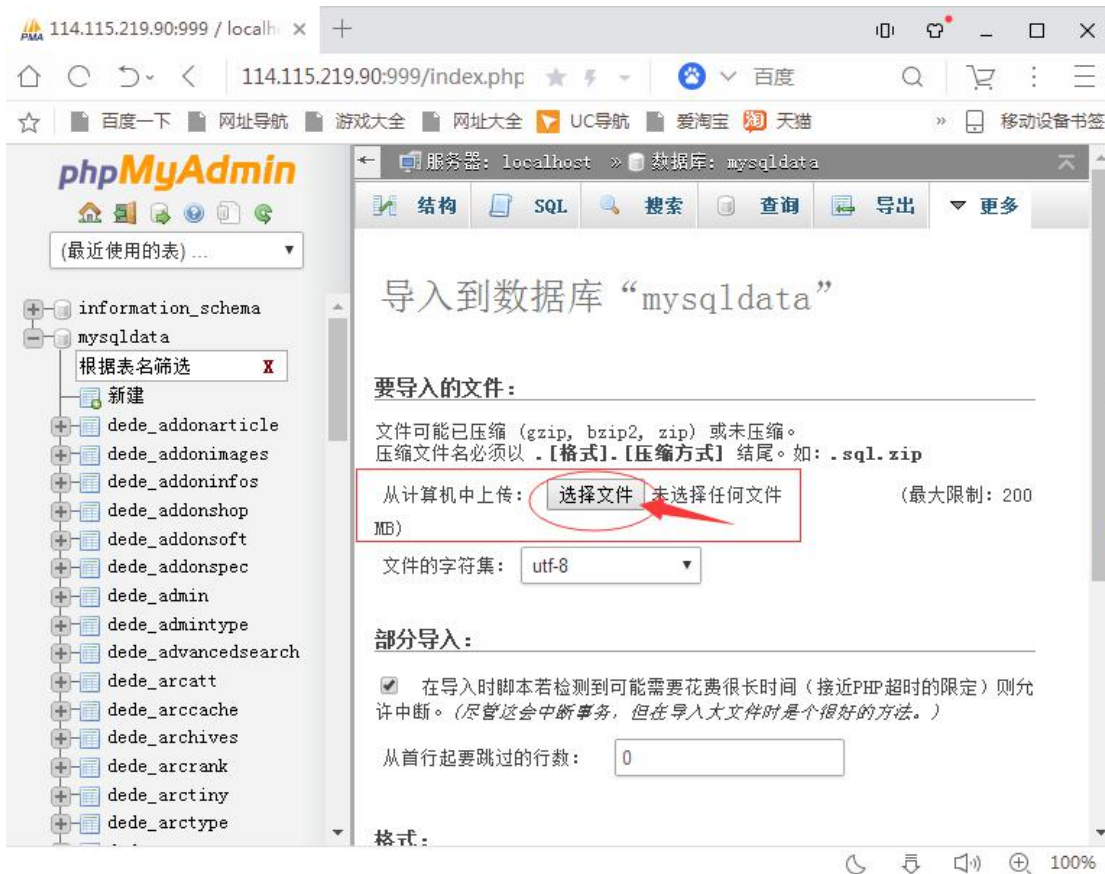 114.115.219.90:999 / localh
114.115.219.90:999/index.php
百度
百度一下 网址导航 游戏大全 网址大全 UC导航 爱淘宝 淘 天猫 » 移动设备书签
phpMyAdmin
(最近使用的表) ...
information_schema
mysqldata
根据表名筛选 X
新建
dede_addonarticle
dede_addonimages
dede_addoninfos
dede_addonshop
dede_addonsoft
dede_addonspec
dede_admin
dede_admintype
dede_advancedsearch
dede_arcatt
dede_arccache
dede_archives
dede_arcrank
dede_arctiny
dede_arctype
服务器: localhost » 数据库: mysqldata
结构 SQL 搜索 查询 导出 更多
导入到数据库“mysqldata”
要导入的文件:
文件可能已压缩 (gzip, bzip2, zip) 或未压缩。
压缩文件名必须以 .[格式].[压缩方式] 结尾。如: .sql.zip
从计算机中上传: 选择文件 未选择任何文件 (最大限制: 200
MB)
文件的字符集: utf-8
部分导入:
在导入时脚本若检测到可能需要花费很长时间(接近PHP超时的限定)则允
许中断。(尽管这会中断事务, 但在导入大文件时是个很好的方法。)
从首行起要跳过的行数: 0
格式:
100%